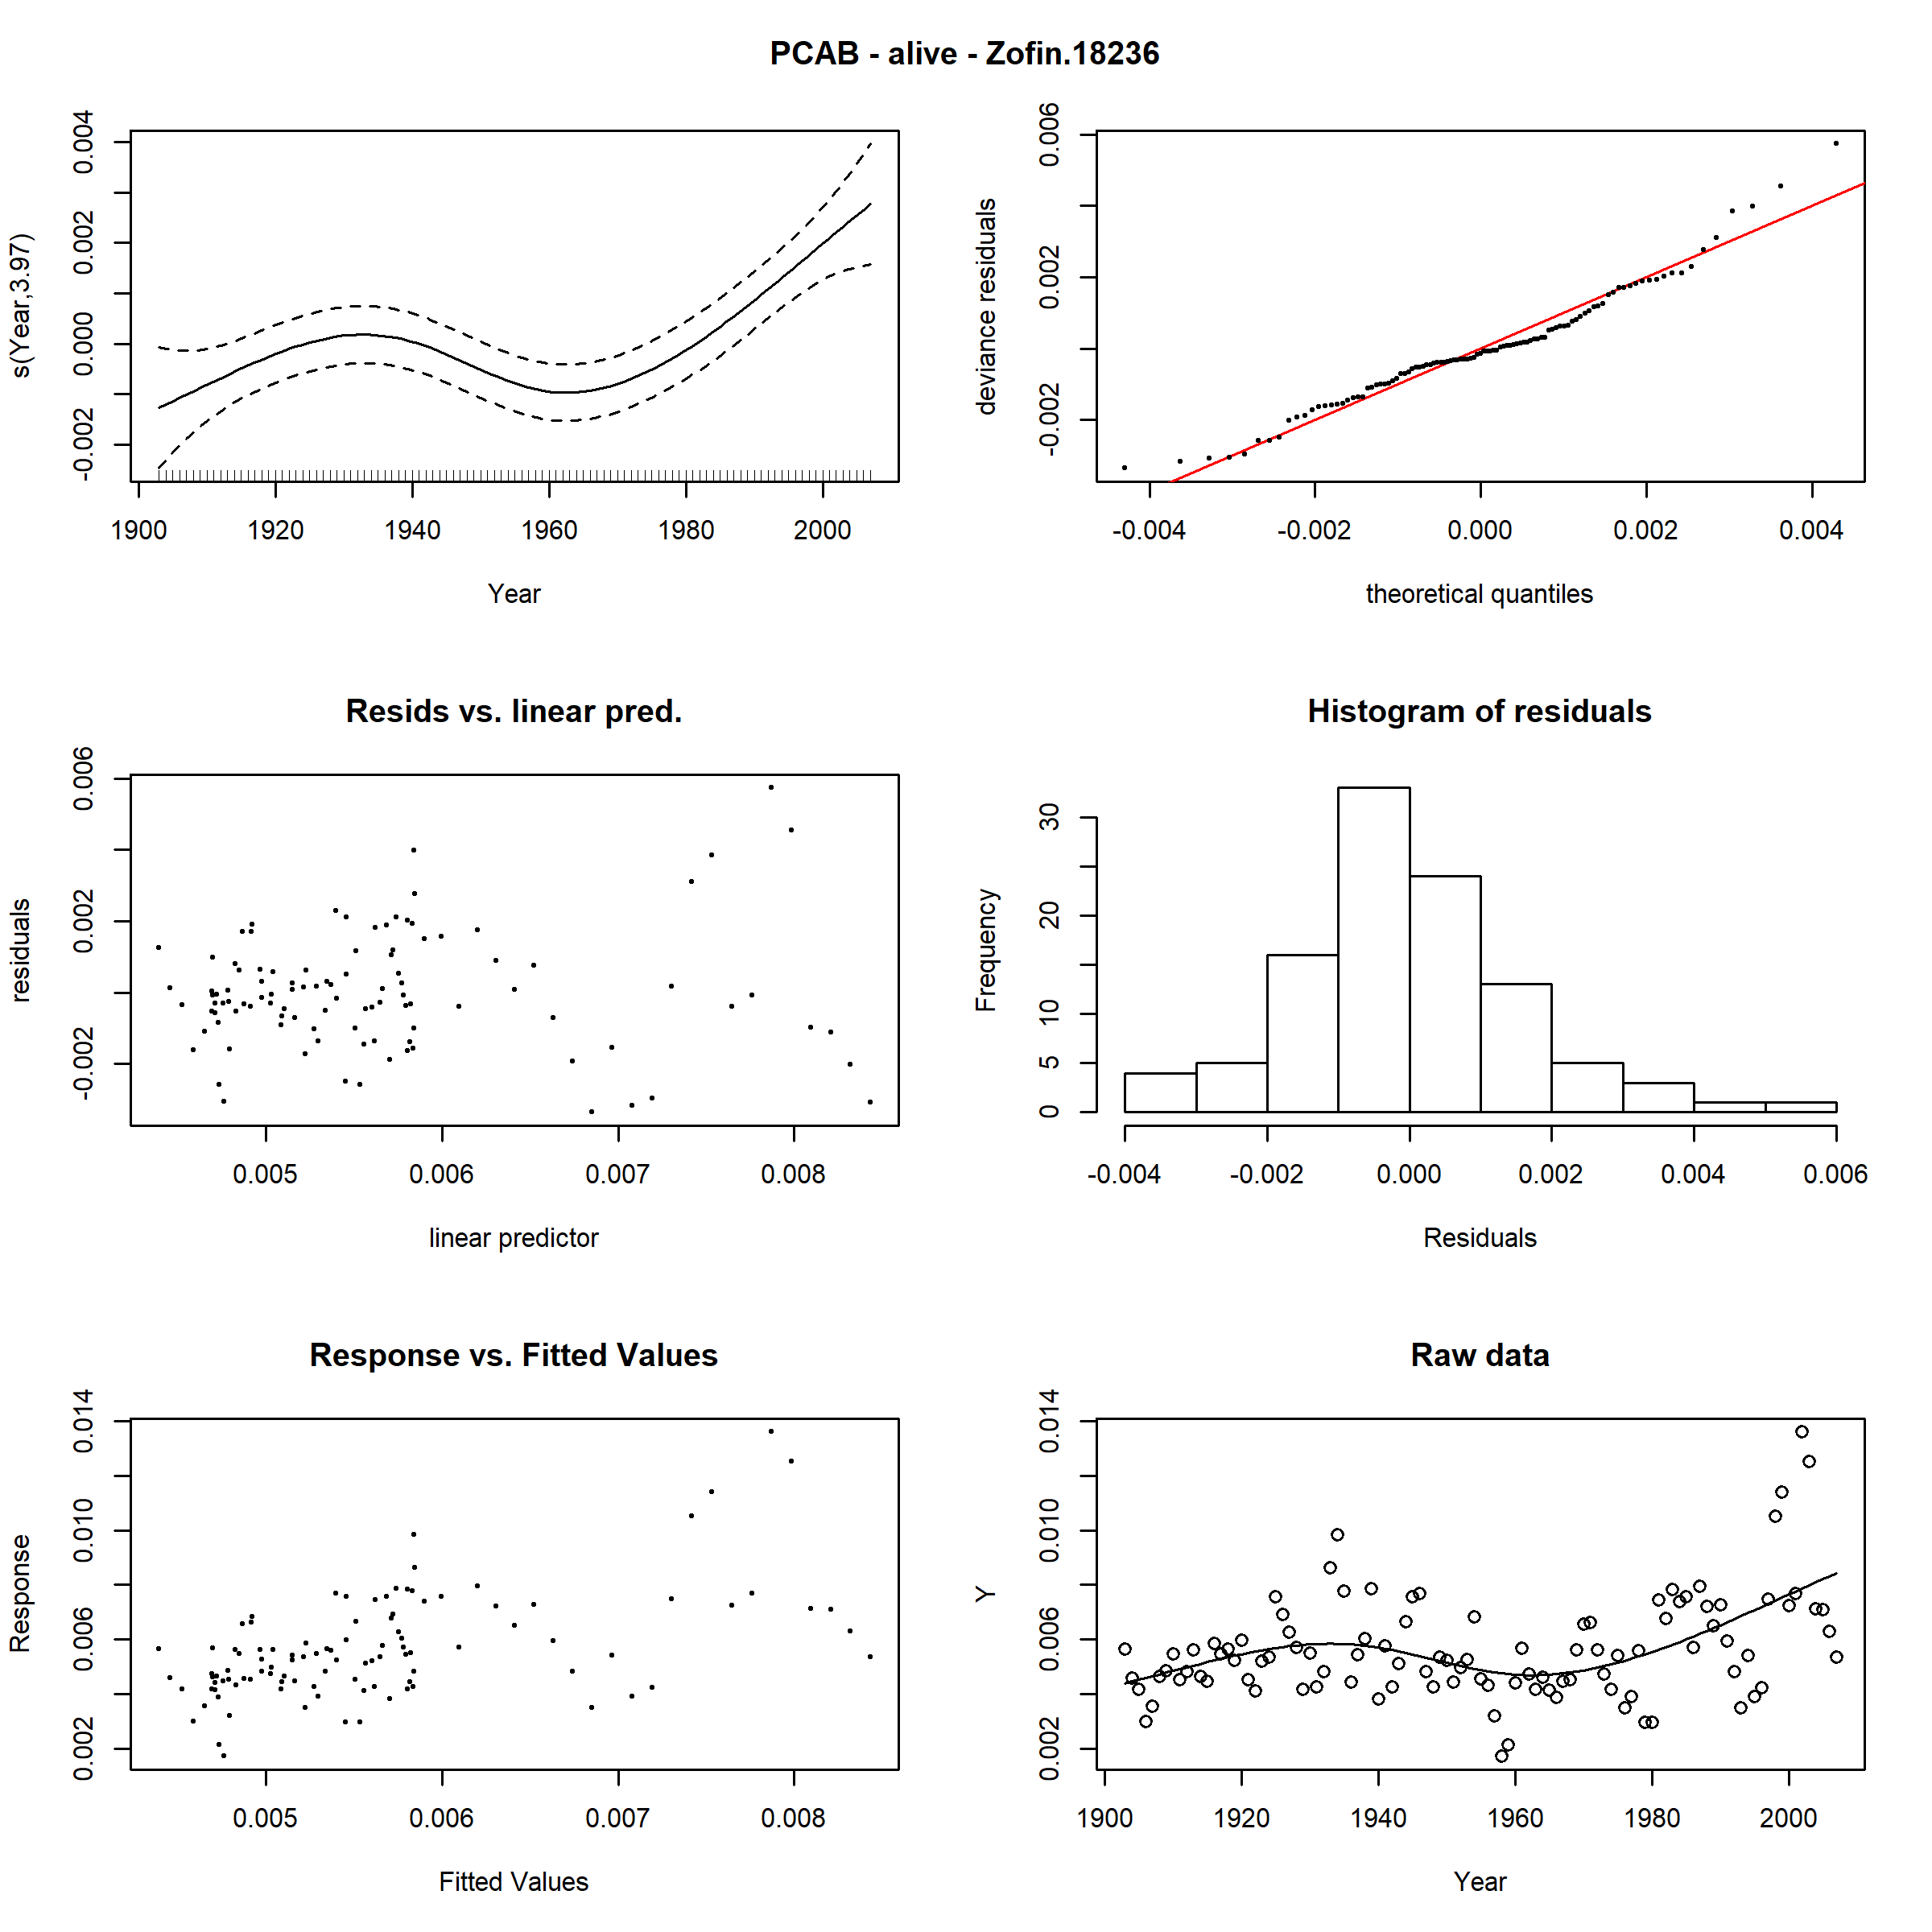 PCAB - alive - Zofin.18236
s(Year,3.97)
-0.002 0.000 0.002 0.004
1900 1920 1940 1960 1980 2000
Year
deviance residuals
-0.002 0.002 0.006
-0.004 -0.002 0.000 0.002 0.004
theoretical quantiles
Resids vs. linear pred.
residuals
-0.002 0.002 0.006
0.005 0.006 0.007 0.008
linear predictor
Histogram of residuals
Frequency
0 5 10 20 30
-0.004 -0.002 0.000 0.002 0.004 0.006
Residuals
Response vs. Fitted Values
Response
0.002 0.006 0.010 0.014
0.005 0.006 0.007 0.008
Fitted Values
Raw data
Y
0.002 0.006 0.010 0.014
1900 1920 1940 1960 1980 2000
Year